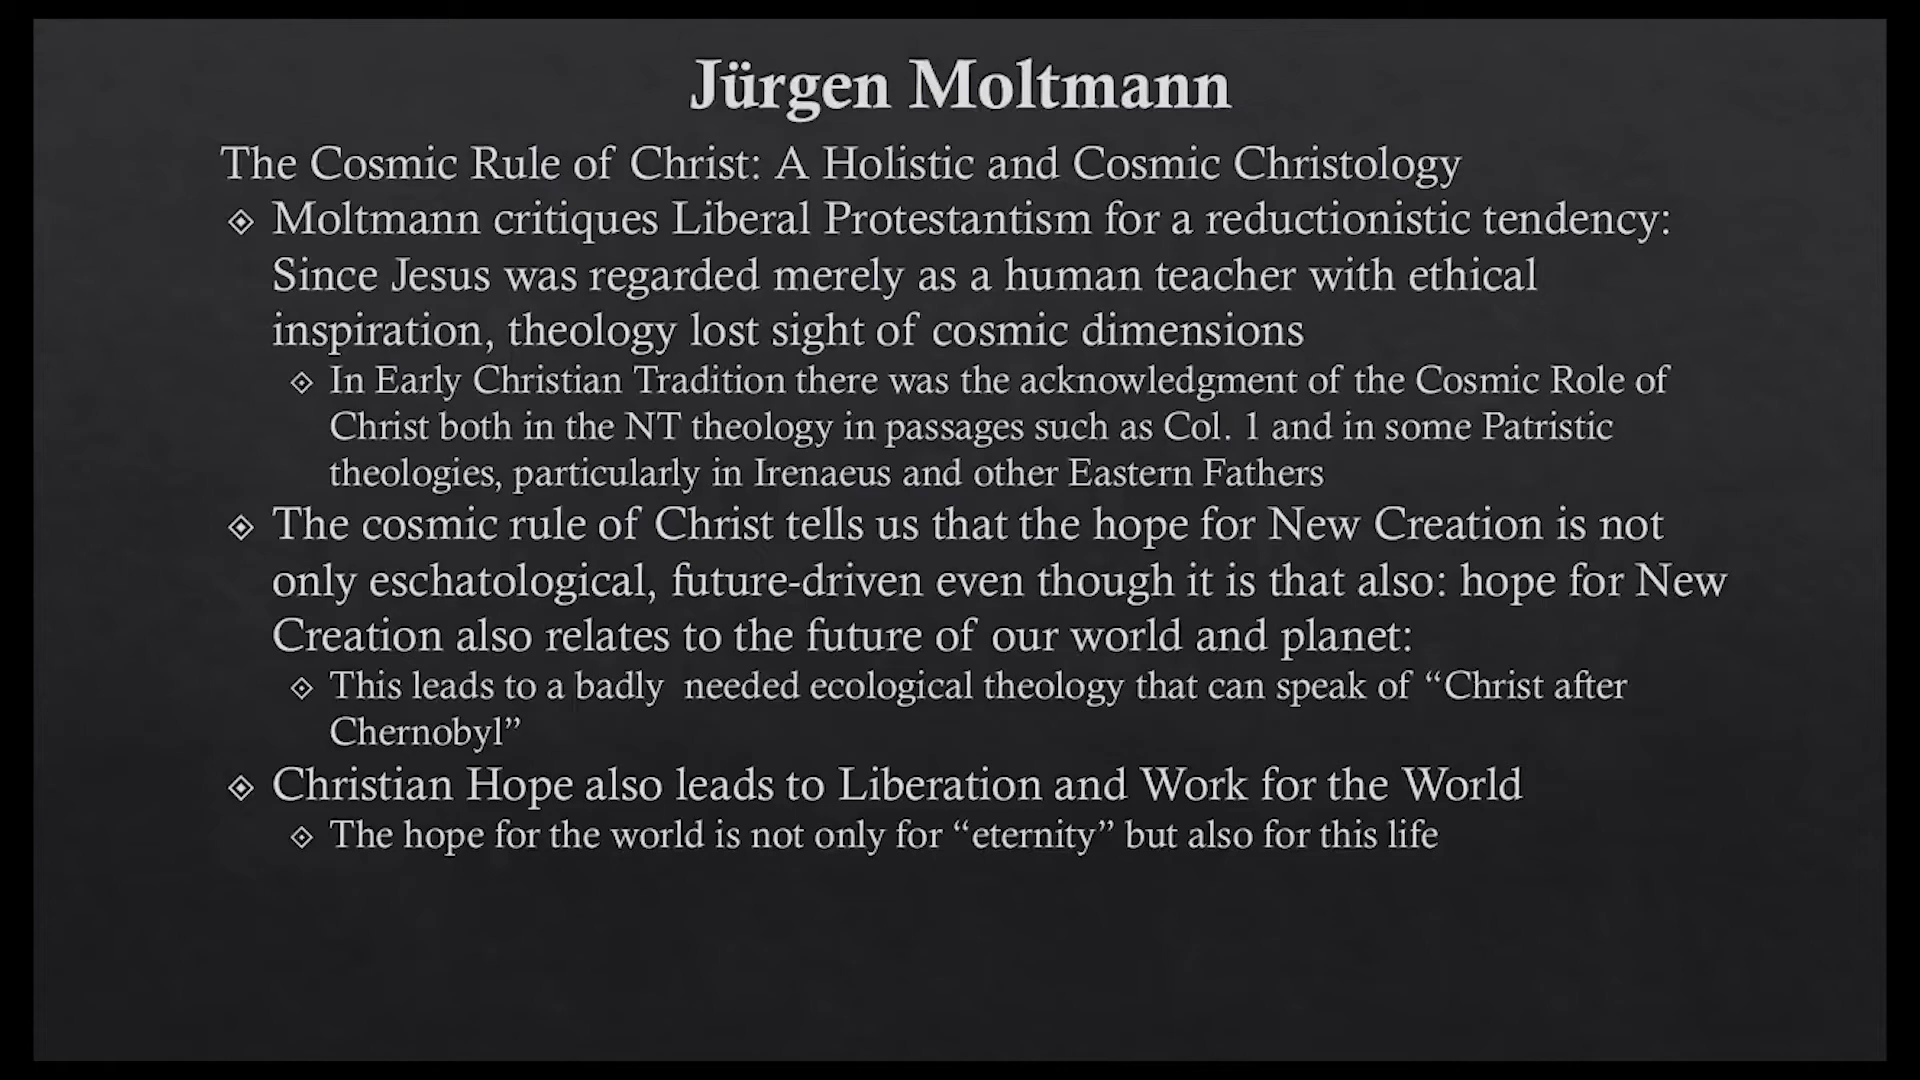 Jürgen Moltmann
The Cosmic Rule of Christ: A Holistic and Cosmic Christology
Moltmann critiques Liberal Protestantism for a reductionistic tendency:
Since Jesus was regarded merely as a human teacher with ethical
inspiration, theology lost sight of cosmic dimensions
In Early Christian Tradition there was the acknowledgment of the Cosmic Role of
Christ both in the NT theology in passages such as Col. 1 and in some Patristic
theologies, particularly in Irenaeus and other Eastern Fathers
The cosmic rule of Christ tells us that the hope for New Creation is not
only eschatological, future-driven even though it is that also: hope for New
Creation also relates to the future of our world and planet:
This leads to a badly  needed ecological theology that can speak of “Christ after
Chernobyl”
Christian Hope also leads to Liberation and Work for the World
The hope for the world is not only for “eternity” but also for this life